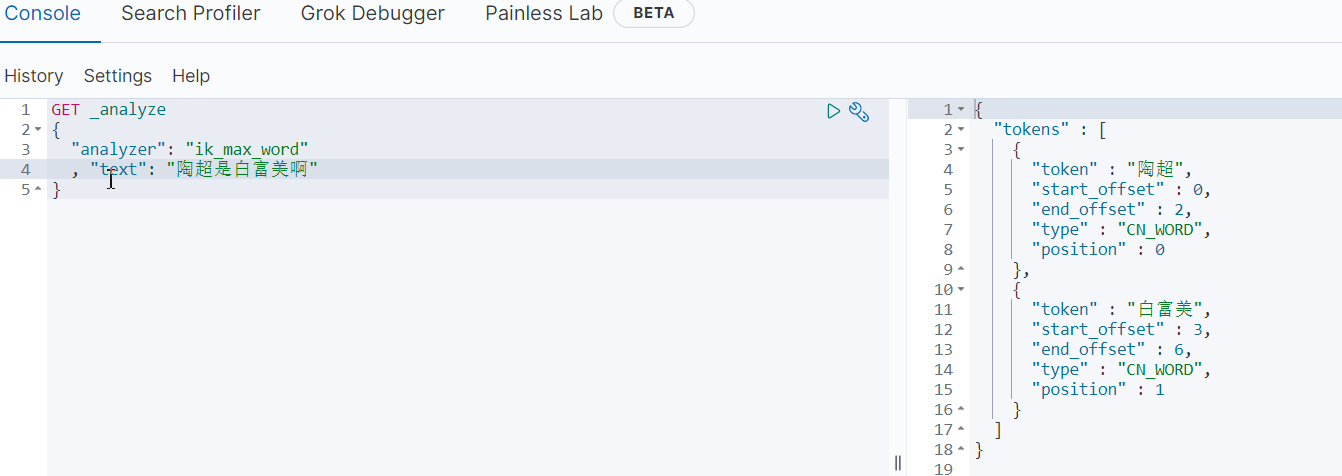 Console Search Profiler Grok Debugger Painless Lab BETA
History Settings Help
1 GET _analyze
2 {
3 "analyzer": "ik_max_word"
4 , "text": "陶超是白富美啊"
5 }
1 {
2 "tokens" : [
3 {
4 "token" : "陶超",
5 "start_offset" : 0,
6 "end_offset" : 2,
7 "type" : "CN_WORD",
8 "position" : 0
9 },
10 {
11 "token" : "白富美",
12 "start_offset" : 3,
13 "end_offset" : 6,
14 "type" : "CN_WORD",
15 "position" : 1
16 }
17 ]
18 }
19